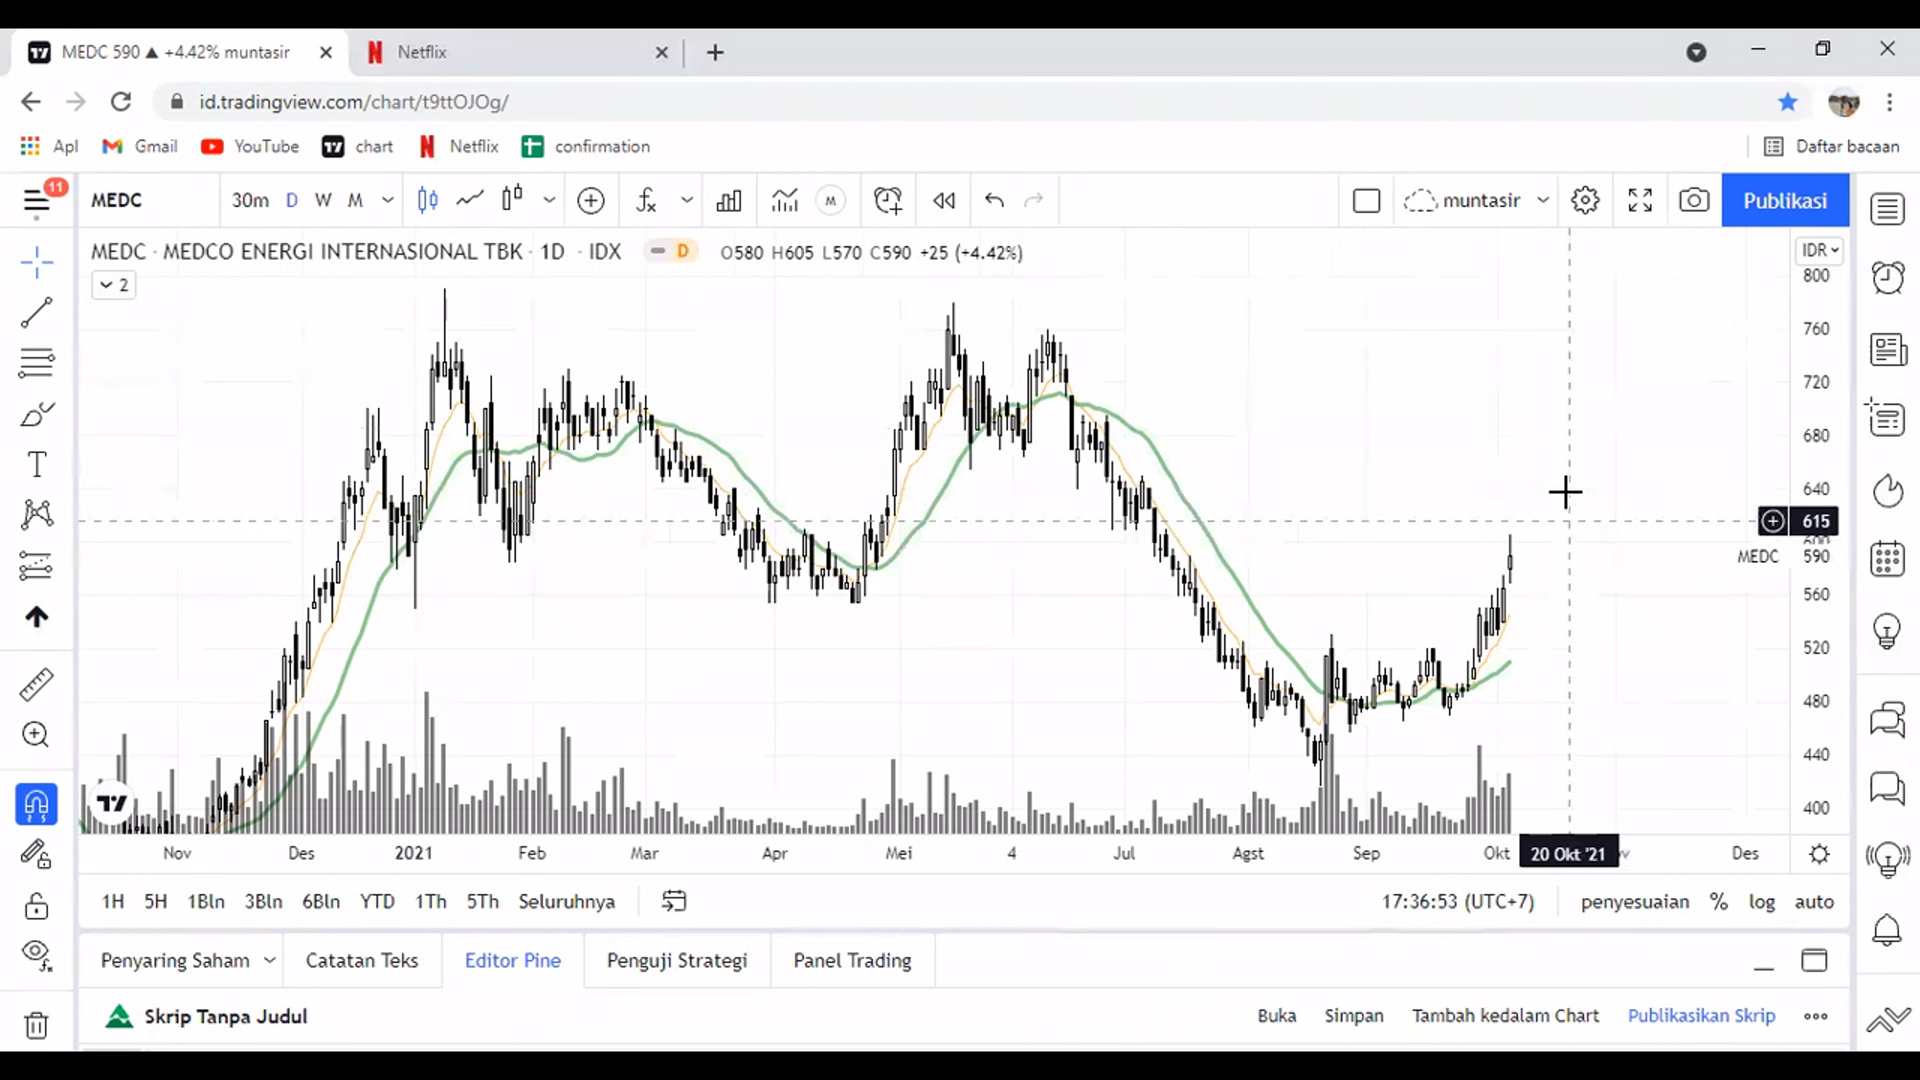 MEDC 590 ▲ +4.42% muntasir
Netflix
id.tradingview.com/chart/t9ttOJOg/
Apl Gmail YouTube chart Netflix confirmation Daftar bacaan
11
MEDC 30m D W M M muntasir Publikasi
MEDC · MEDCO ENERGI INTERNASIONAL TBK · 1D · IDX D O580 H605 L570 C590 +25 (+4.42%)
IDR
2
800
760
720
680
640
615
MEDC 590
560
520
480
440
400
Nov Des 2021 Feb Mar Apr Mei 4 Jul Agst Sep Okt 20 Okt '21 Des
1H 5H 1Bln 3Bln 6Bln YTD 1Th 5Th Seluruhnya 17:36:53 (UTC+7) penyesuaian % log auto
Penyaring Saham Catatan Teks Editor Pine Penguji Strategi Panel Trading
Skrip Tanpa Judul Buka Simpan Tambah kedalam Chart Publikasikan Skrip